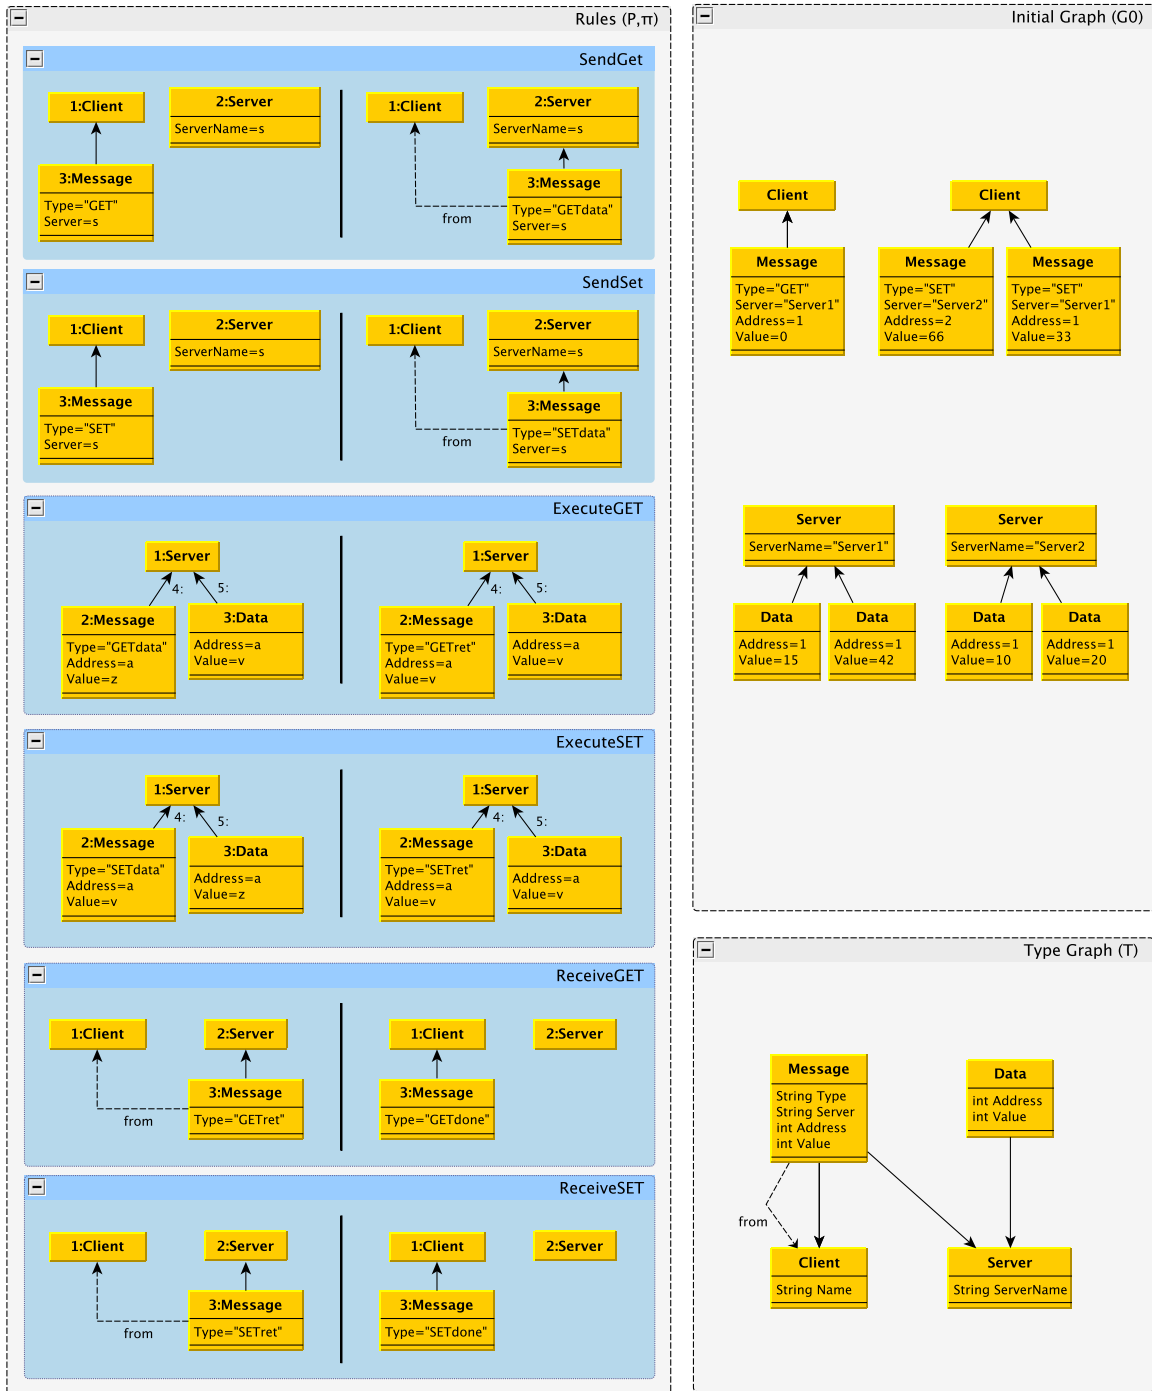 Rules (P,π)
SendGet
1:Client
2:Server
ServerName=s
3:Message
Type="GET"
Server=s
1:Client
2:Server
ServerName=s
3:Message
Type="GETdata"
Server=s
from
SendSet
1:Client
2:Server
ServerName=s
3:Message
Type="SET"
Server=s
1:Client
2:Server
ServerName=s
3:Message
Type="SETdata"
Server=s
from
ExecuteGET
1:Server
4:
5:
2:Message
Type="GETdata"
Address=a
Value=z
3:Data
Address=a
Value=v
1:Server
4:
5:
2:Message
Type="GETret"
Address=a
Value=v
3:Data
Address=a
Value=v
ExecuteSET
1:Server
4:
5:
2:Message
Type="SETdata"
Address=a
Value=v
3:Data
Address=a
Value=z
1:Server
4:
5:
2:Message
Type="SETret"
Address=a
Value=v
3:Data
Address=a
Value=v
ReceiveGET
1:Client
2:Server
3:Message
Type="GETret"
from
1:Client
2:Server
3:Message
Type="GETdone"
ReceiveSET
1:Client
2:Server
3:Message
Type="SETret"
from
1:Client
2:Server
3:Message
Type="SETdone"
Initial Graph (G0)
Client
Message
Type="GET"
Server="Server1"
Address=1
Value=0
Client
Message
Type="SET"
Server="Server2"
Address=2
Value=66
Message
Type="SET"
Server="Server1"
Address=1
Value=33
Server
ServerName="Server1"
Data
Address=1
Value=15
Data
Address=1
Value=42
Server
ServerName="Server2
Data
Address=1
Value=10
Data
Address=1
Value=20
Type Graph (T)
Message
String Type
String Server
int Address
int Value
Data
int Address
int Value
from
Client
String Name
Server
String ServerName